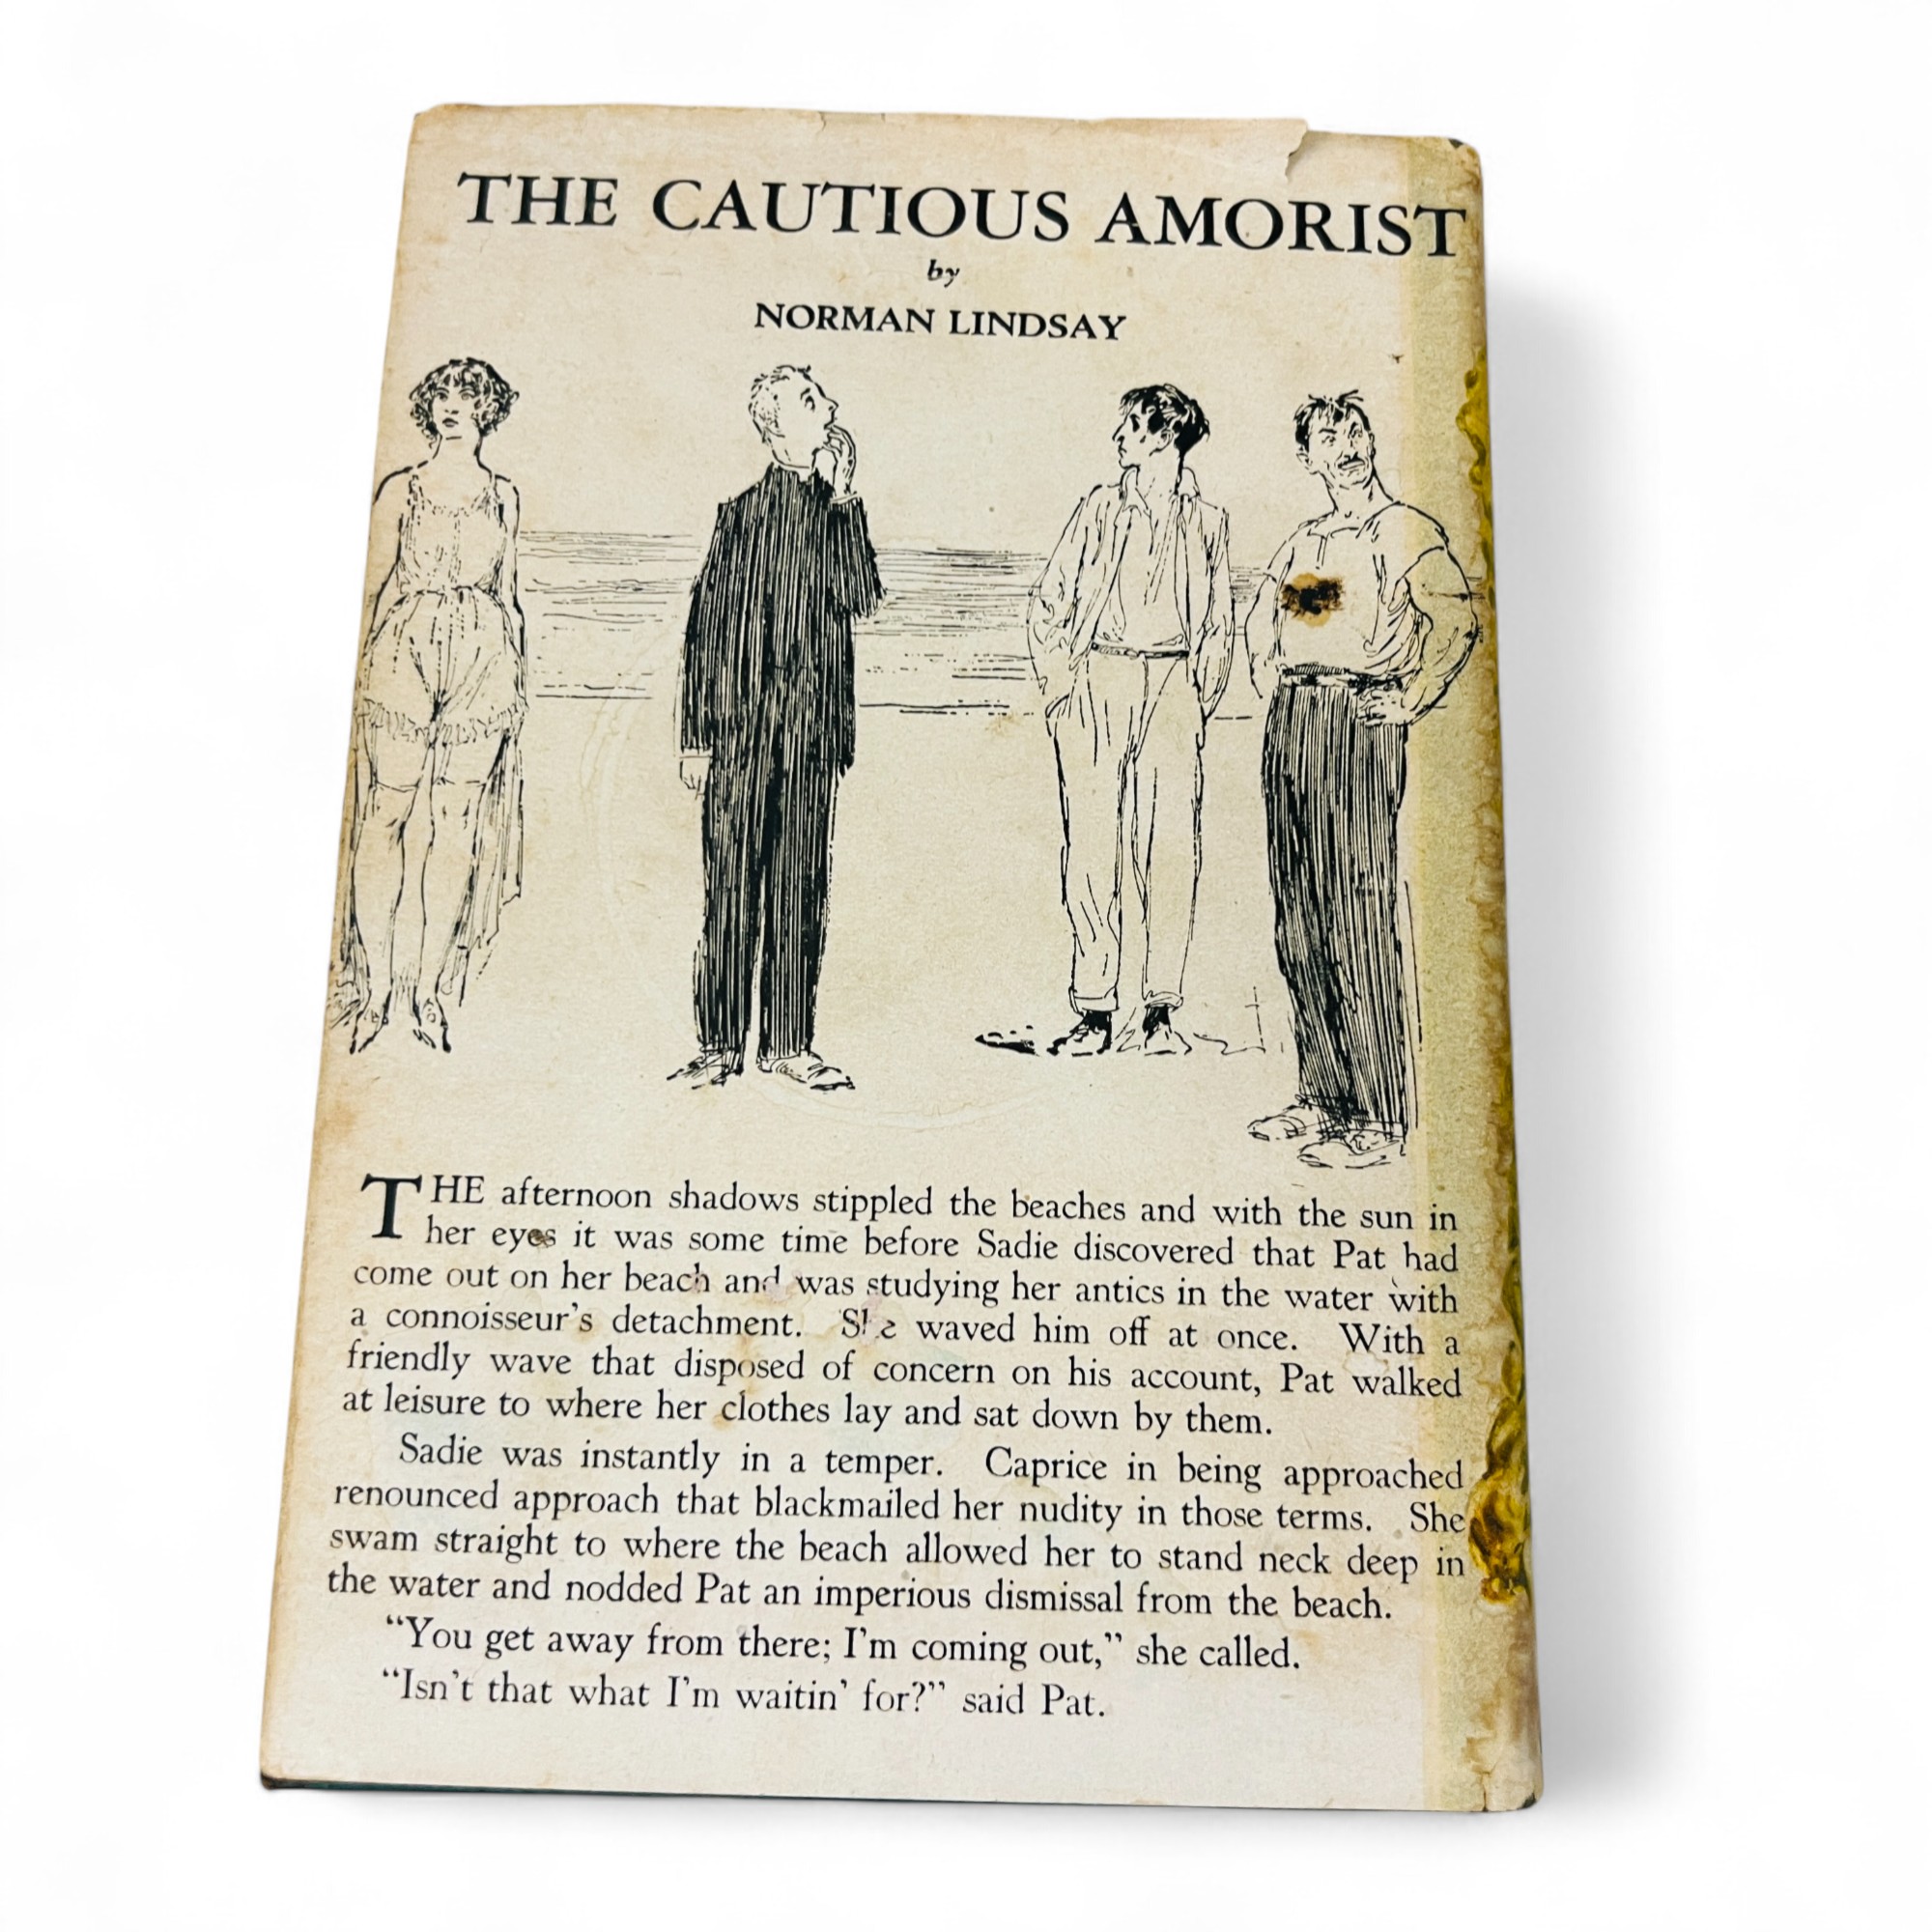 THE CAUTIOUS AMORIST
by
NORMAN LINDSAY
THE afternoon shadows stippled the beaches and with the sun in
her eyes it was some time before Sadie discovered that Pat had
come out on her beach and was studying her antics in the water with
a connoisseur's detachment. She waved him off at once. With a
friendly wave that disposed of concern on his account, Pat walked
at leisure to where her clothes lay and sat down by them.
Sadie was instantly in a temper. Caprice in being approached
renounced approach that blackmailed her nudity in those terms. She
swam straight to where the beach allowed her to stand neck deep in
the water and nodded Pat an imperious dismissal from the beach.
"You get away from there; I'm coming out," she called.
"Isn't that what I'm waitin' for?" said Pat.